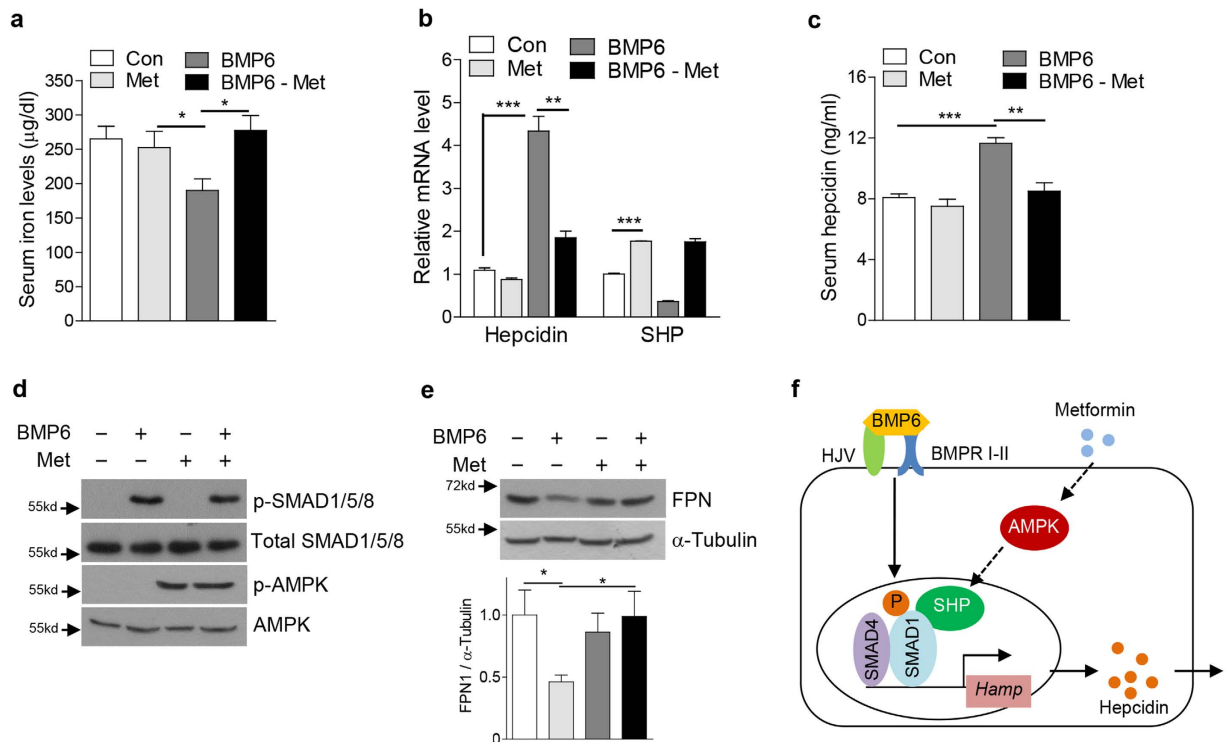 a
Con
Met
BMP6
BMP6 - Met
Serum iron levels (µg/dl)
350
300
250
200
150
100
50
0
*
*
b
Con
Met
BMP6
BMP6 - Met
Relative mRNA level
6
5
4
3
2
1
0
***
**
***
Hepcidin
SHP
c
Con
Met
BMP6
BMP6 - Met
Serum hepcidin (ng/ml)
16
12
8
4
0
***
**
d
BMP6 – + – +
Met – – + +
55kd p-SMAD1/5/8
55kd Total SMAD1/5/8
55kd p-AMPK
55kd AMPK
e
BMP6 – + – +
Met – – + +
72kd FPN
55kd α-Tubulin
FPN1 / α-Tubulin
1.0
0.5
1.0
*
*
f
BMP6
Metformin
HJV
BMPR I-II
AMPK
P
SHP
SMAD4
SMAD1
Hamp
Hepcidin